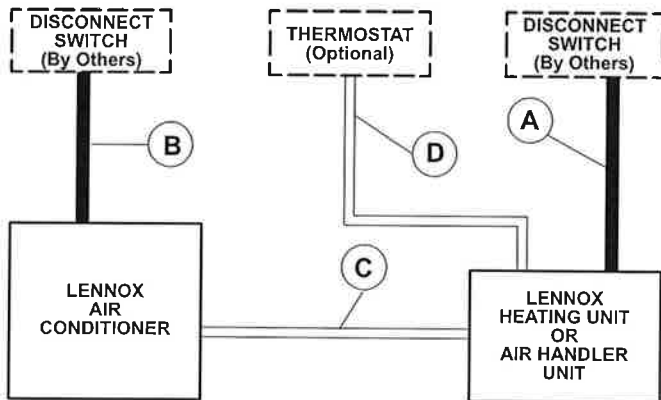 DISCONNECT
SWITCH
(By Others)
THERMOSTAT
(Optional)
DISCONNECT
SWITCH
(By Others)
B
D
A
C
LENNOX
AIR
CONDITIONER
LENNOX
HEATING UNIT
OR
AIR HANDLER
UNIT